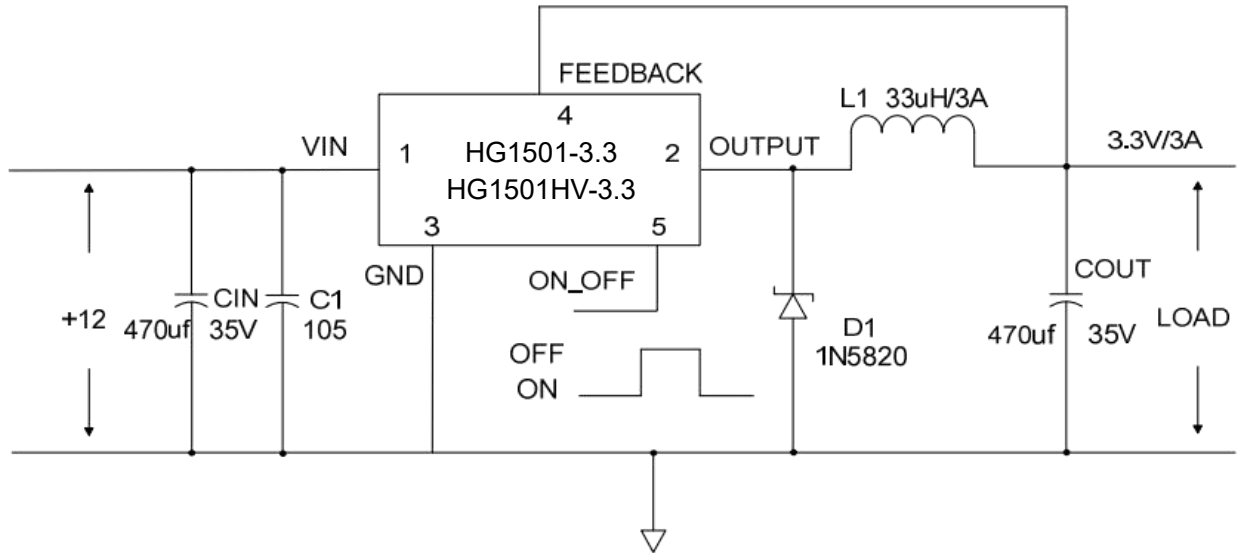 FEEDBACK
L1 33uH/3A
4
VIN
1
HG1501-3.3
2
OUTPUT
3.3V/3A
HG1501HV-3.3
3
5
GND
ON_OFF
COUT
CIN
C1
+12
470uf
35V
105
D1
470uf
35V
LOAD
OFF
1N5820
ON